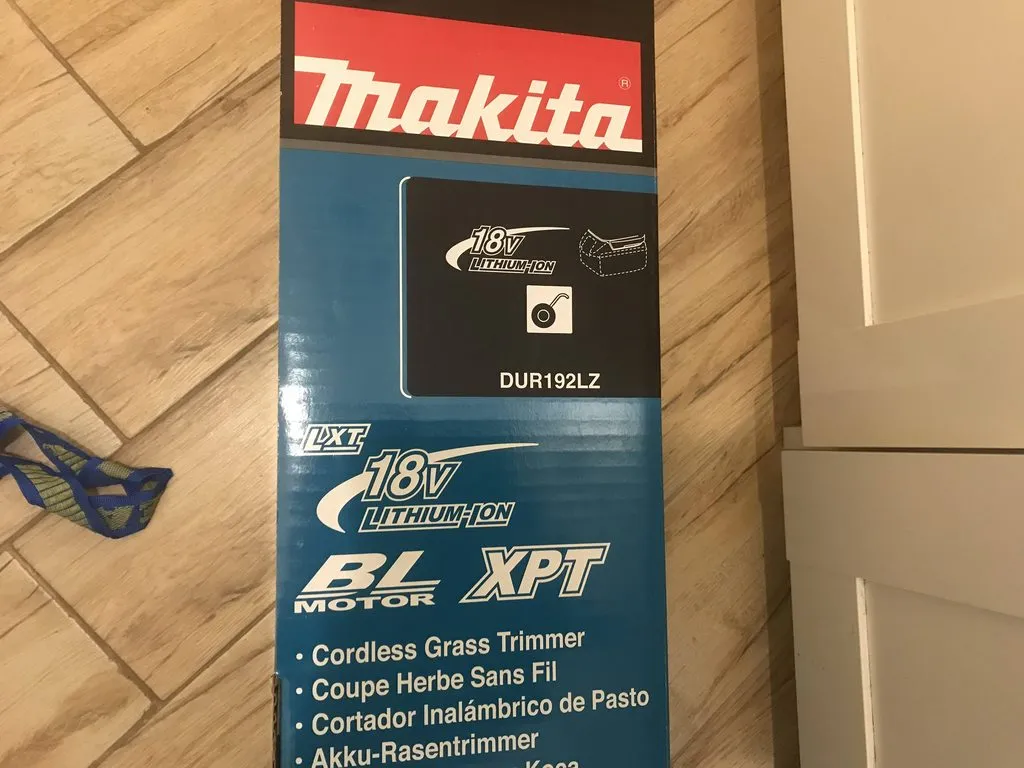 makita®
18V
LITHIUM-ION
DUR192LZ
LXT
18V
LITHIUM-ION
BL
MOTOR
XPT
• Cordless Grass Trimmer
• Coupe Herbe Sans Fil
• Cortador Inalámbrico de Pasto
• Akku-Rasentrimmer